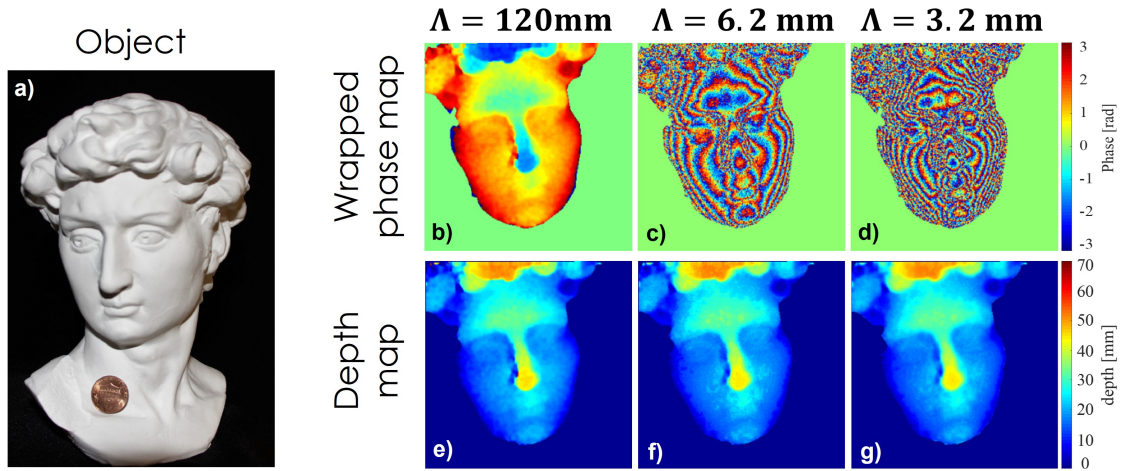 Object
Λ = 120mm
Λ = 6.2 mm
Λ = 3.2 mm
a)
Wrapped
phase map
b)
c)
d)
3
2
1
0
-1
-2
-3
Phase [rad]
Depth
map
e)
f)
g)
70
60
50
40
30
20
10
0
depth [mm]